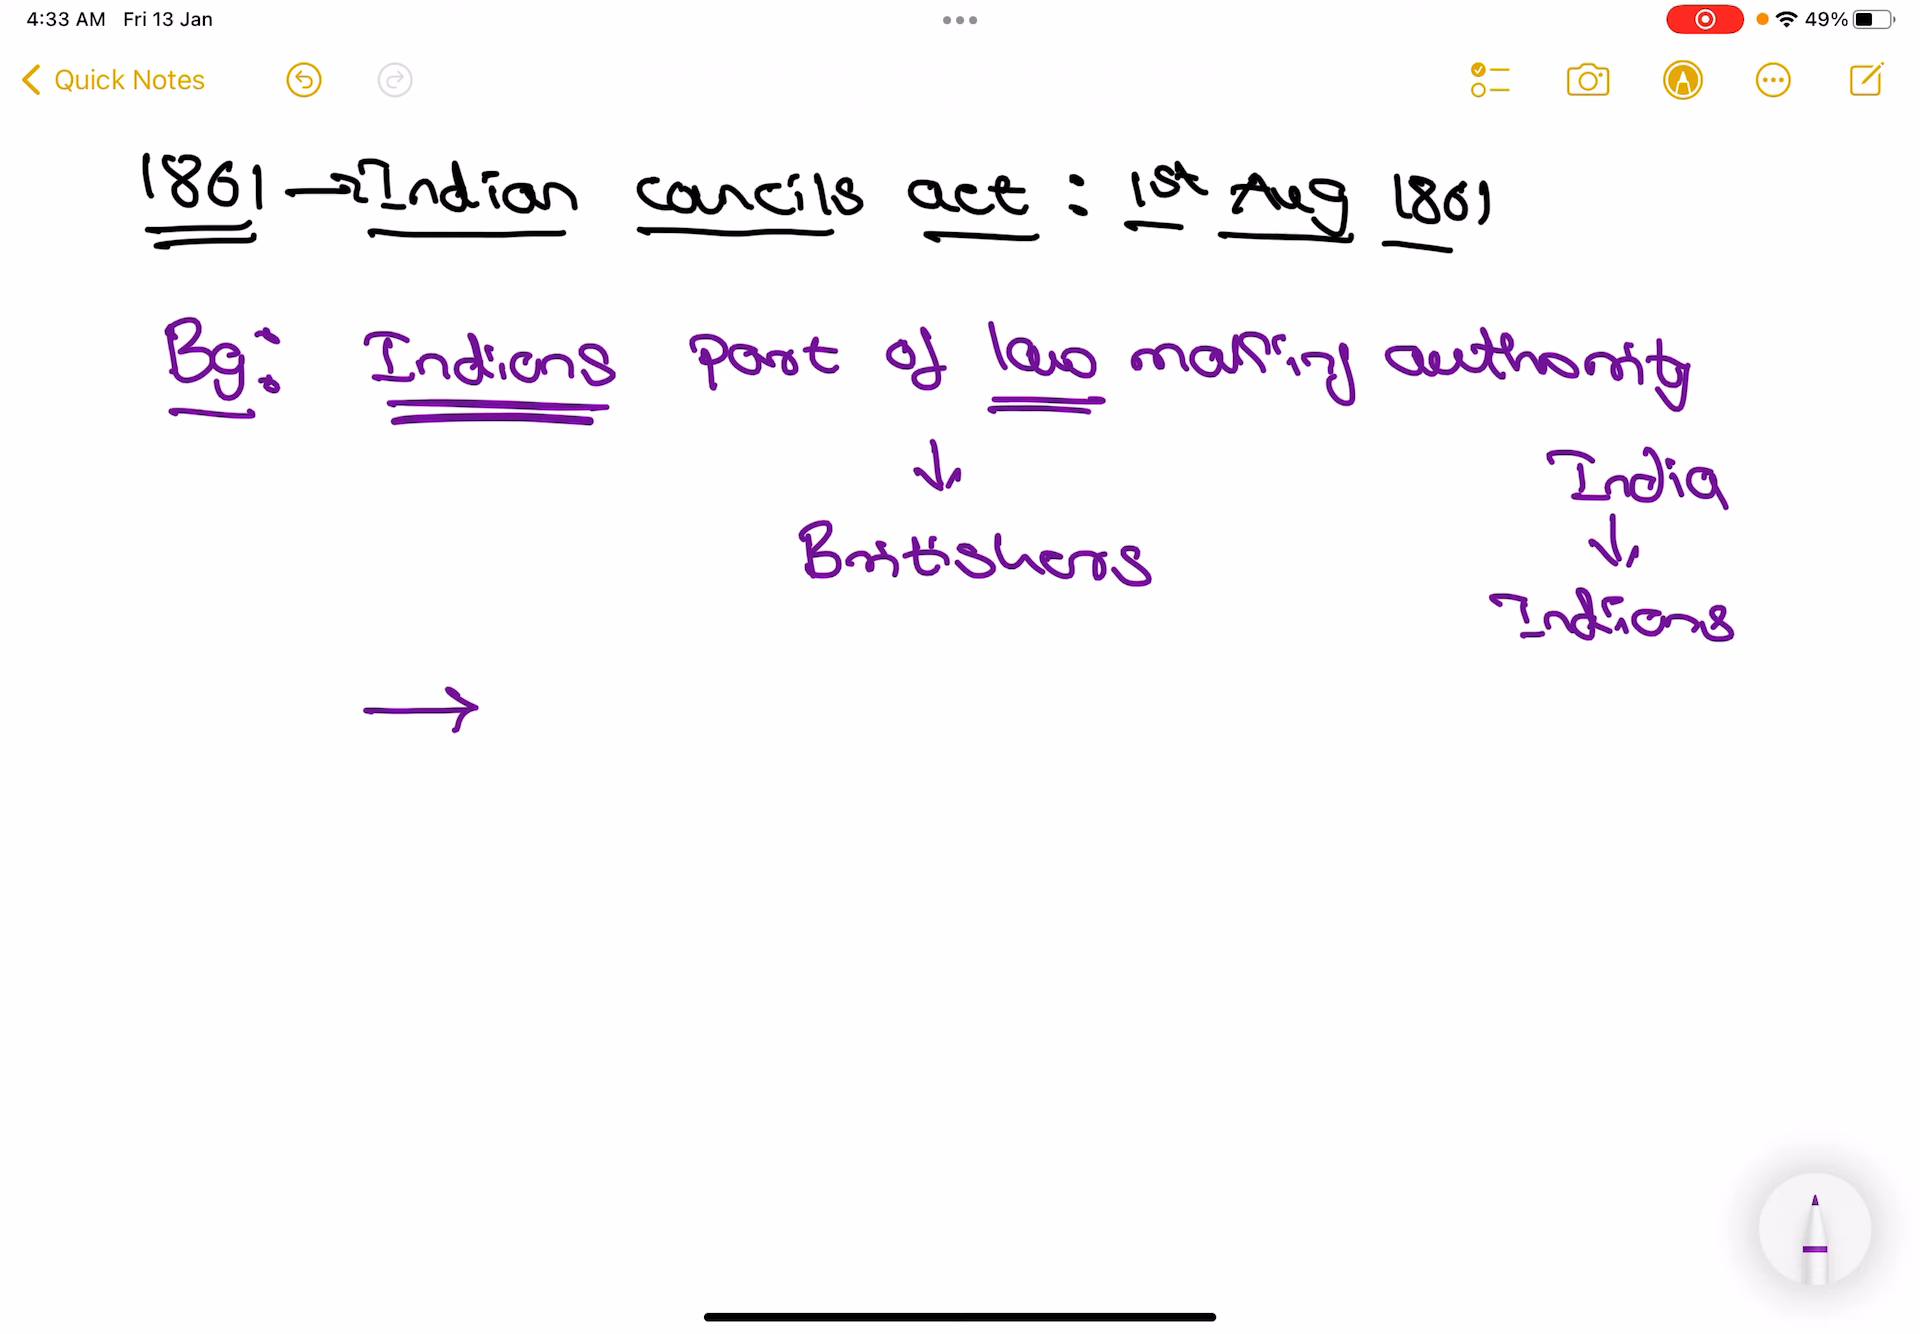 4:33 AM Fri 13 Jan
49%
Quick Notes
1861 → Indian councils act : 1st Aug 1861
Bg: Indians part of law making authority
↓
India
Britishers
↓
Indians
→